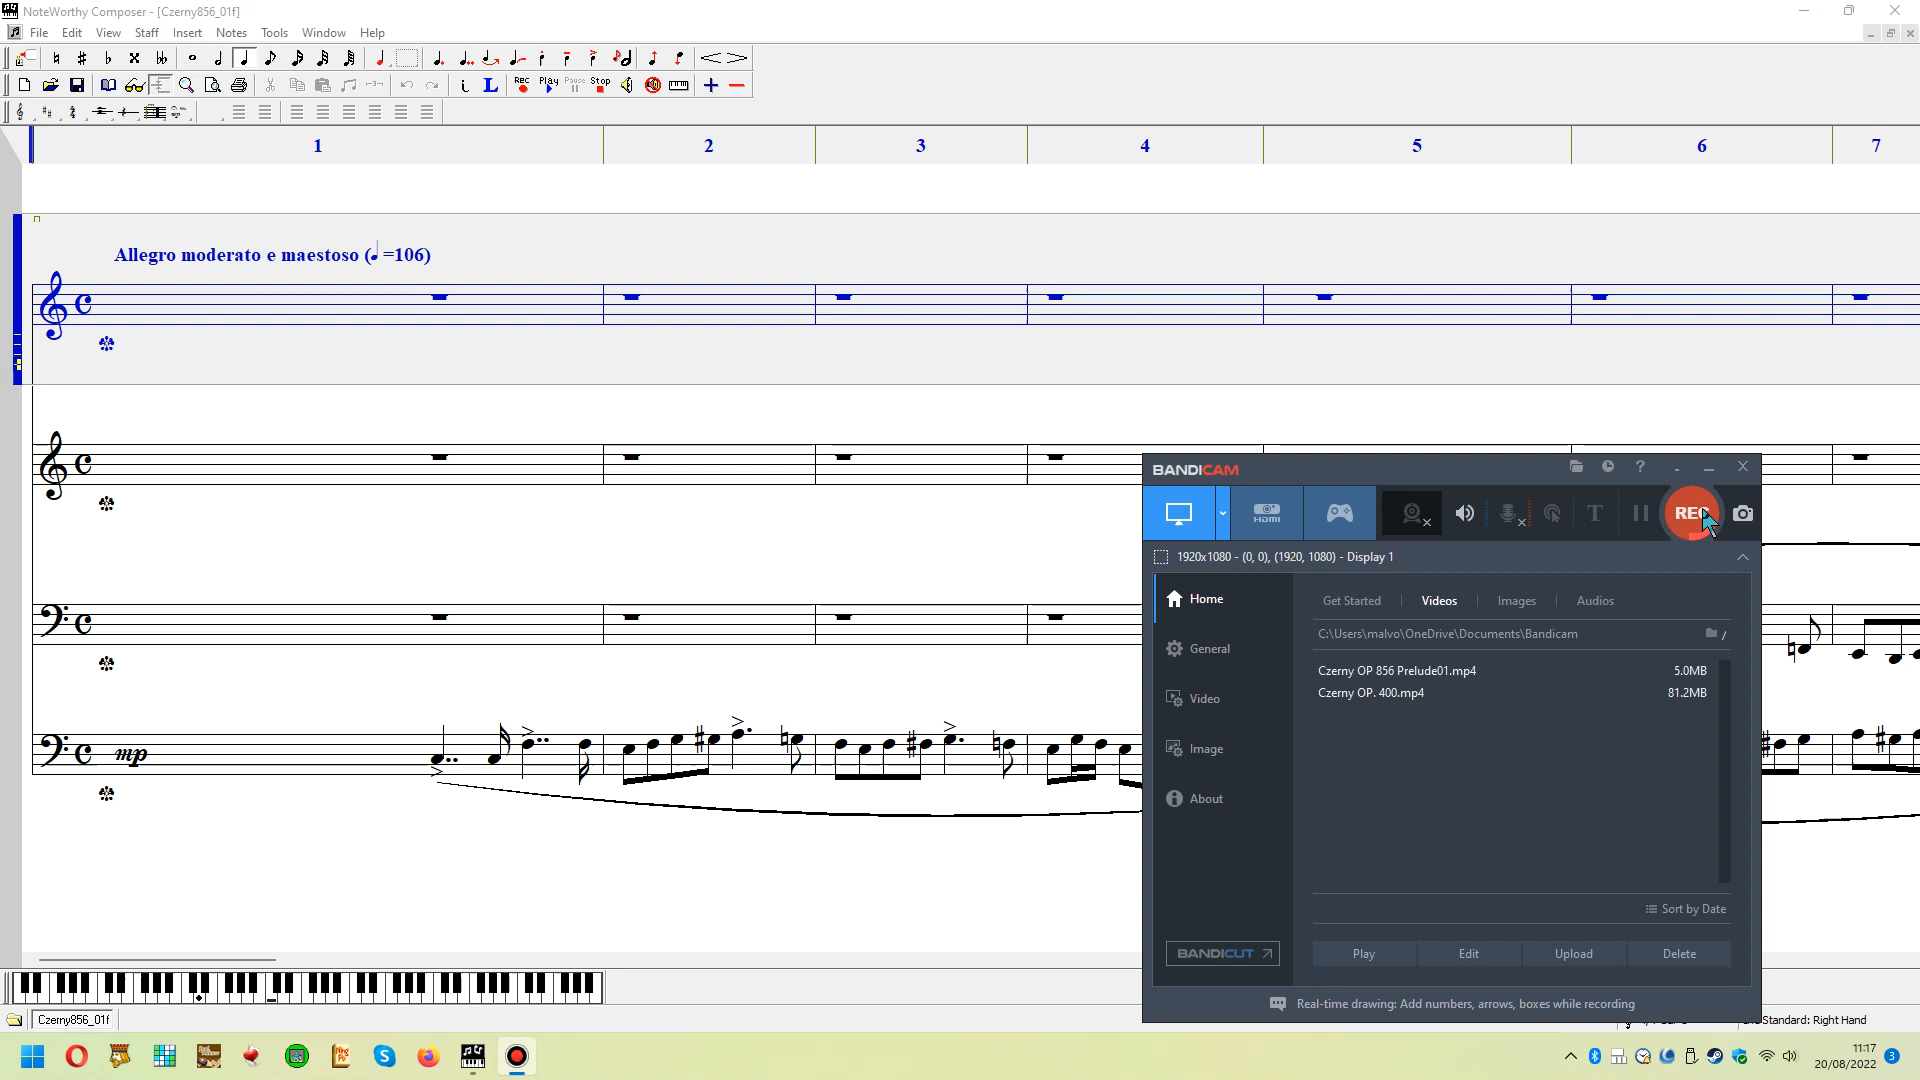 NoteWorthy Composer - [Czerny856_01f]
File Edit View Staff Insert Notes Tools Window Help
Rec Play Pause Stop
1 2 3 4 5 6 7
Allegro moderato e maestoso (♩=106)
mp
BANDICAM
HDMI
T
REC
1920x1080 - (0, 0), (1920, 1080) - Display 1
Home
Get Started Videos Images Audios
C:\Users\malvo\OneDrive\Documents\Bandicam
General
Czerny OP 856 Prelude01.mp4 5.0MB
Czerny OP. 400.mp4 81.2MB
Video
Image
About
Sort by Date
BANDICUT
Play Edit Upload Delete
Real-time drawing: Add numbers, arrows, boxes while recording
Czerny856_01f
Standard: Right Hand
11:17
20/08/2022
3